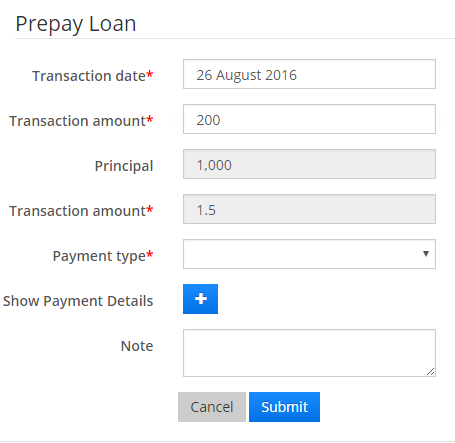 Prepay Loan
Transaction date* 26 August 2016
Transaction amount* 200
Principal 1,000
Transaction amount* 1.5
Payment type*
Show Payment Details +
Note
Cancel Submit